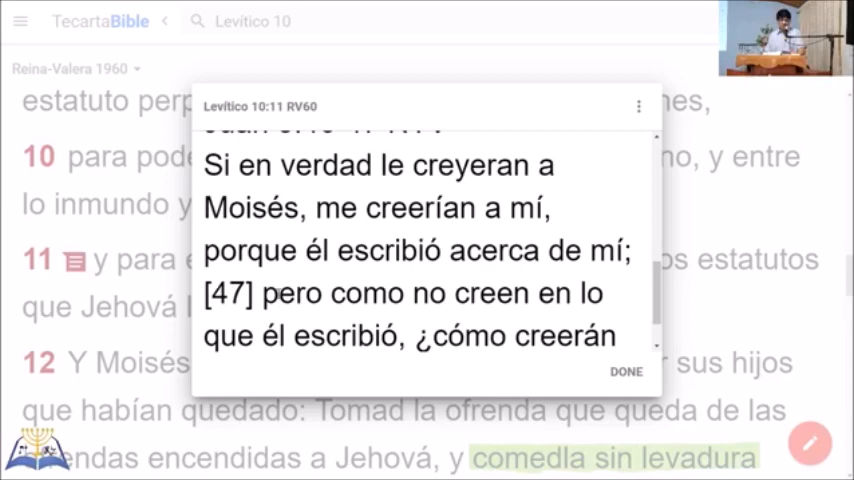 TecartaBible
Levítico 10
Reina-Valera 1960
estatuto nes,
10 para no, y entre
lo inmundo y
11 y para os estatutos
que Jehová
12 Y Moisés sus hijos
que habían quedado: Tomad la ofrenda que queda de las
encendidas a Jehová, y comedla sin levadura
Levítico 10:11 RV60
Si en verdad le creyeran a
Moisés, me creerían a mí,
porque él escribió acerca de mí;
[47] pero como no creen en lo
que él escribió, ¿cómo creerán
DONE